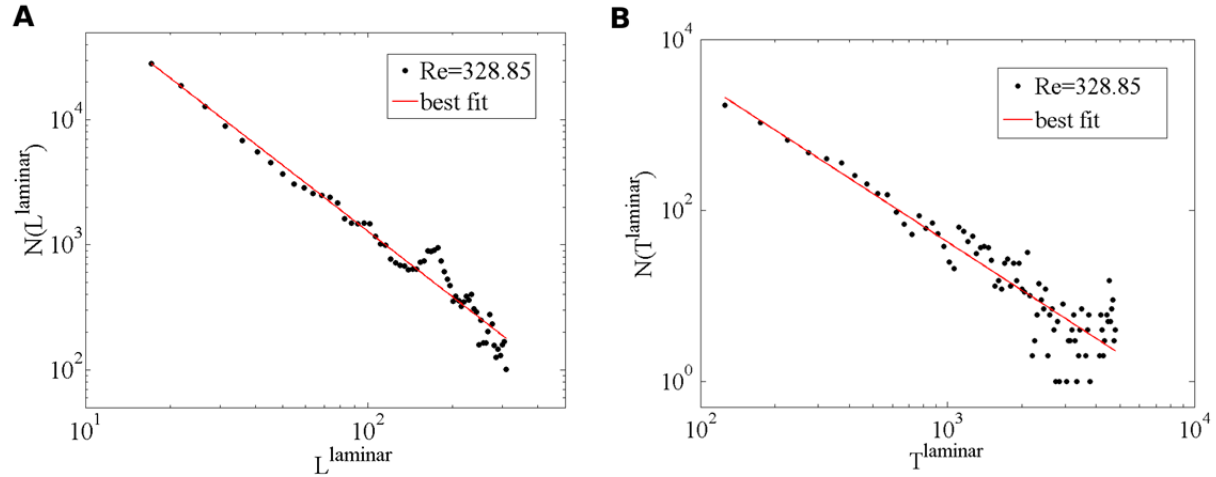 A
Re=328.85
best fit
10^4
10^3
10^2
N(L^laminar)
10^1
10^2
L^laminar
B
10^4
Re=328.85
best fit
10^2
10^0
N(T^laminar)
10^2
10^3
10^4
T^laminar